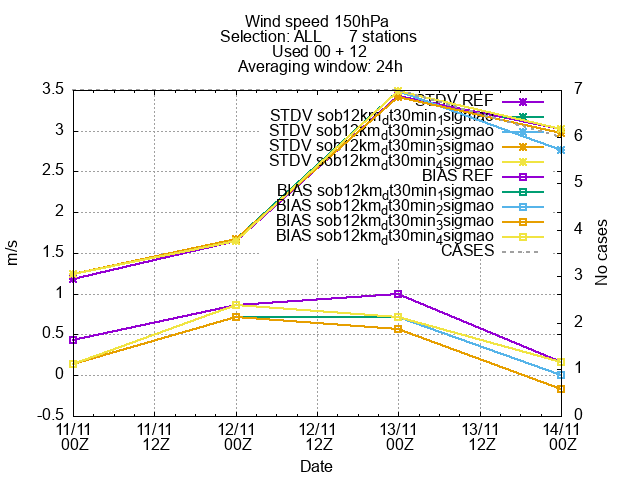 Wind speed 150hPa
Selection: ALL 7 stations
Used 00 + 12
Averaging window: 24h
3.5
3
2.5
2
1.5
1
0.5
0
-0.5
m/s
7
6
5
4
3
2
1
0
No cases
STDV REF
STDV sob12km_dt30min_1sigmao
STDV sob12km_dt30min_2sigmao
STDV sob12km_dt30min_3sigmao
STDV sob12km_dt30min_4sigmao
BIAS REF
BIAS sob12km_dt30min_1sigmao
BIAS sob12km_dt30min_2sigmao
BIAS sob12km_dt30min_3sigmao
BIAS sob12km_dt30min_4sigmao
CASES
11/11 11/11 12/11 12/11 13/11 13/11 14/11
00Z 12Z 00Z 12Z 00Z 12Z 00Z
Date